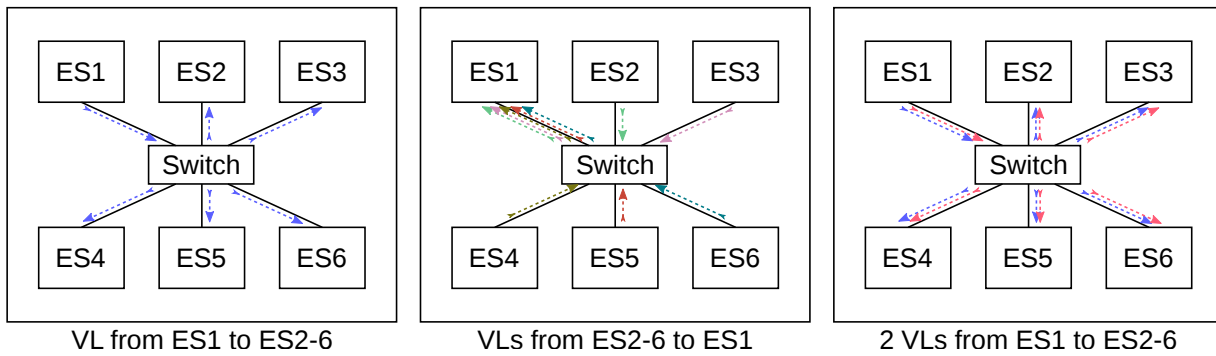 ES1 ES2 ES3
Switch
ES4 ES5 ES6
VL from ES1 to ES2-6
ES1 ES2 ES3
Switch
ES4 ES5 ES6
VLs from ES2-6 to ES1
ES1 ES2 ES3
Switch
ES4 ES5 ES6
2 VLs from ES1 to ES2-6